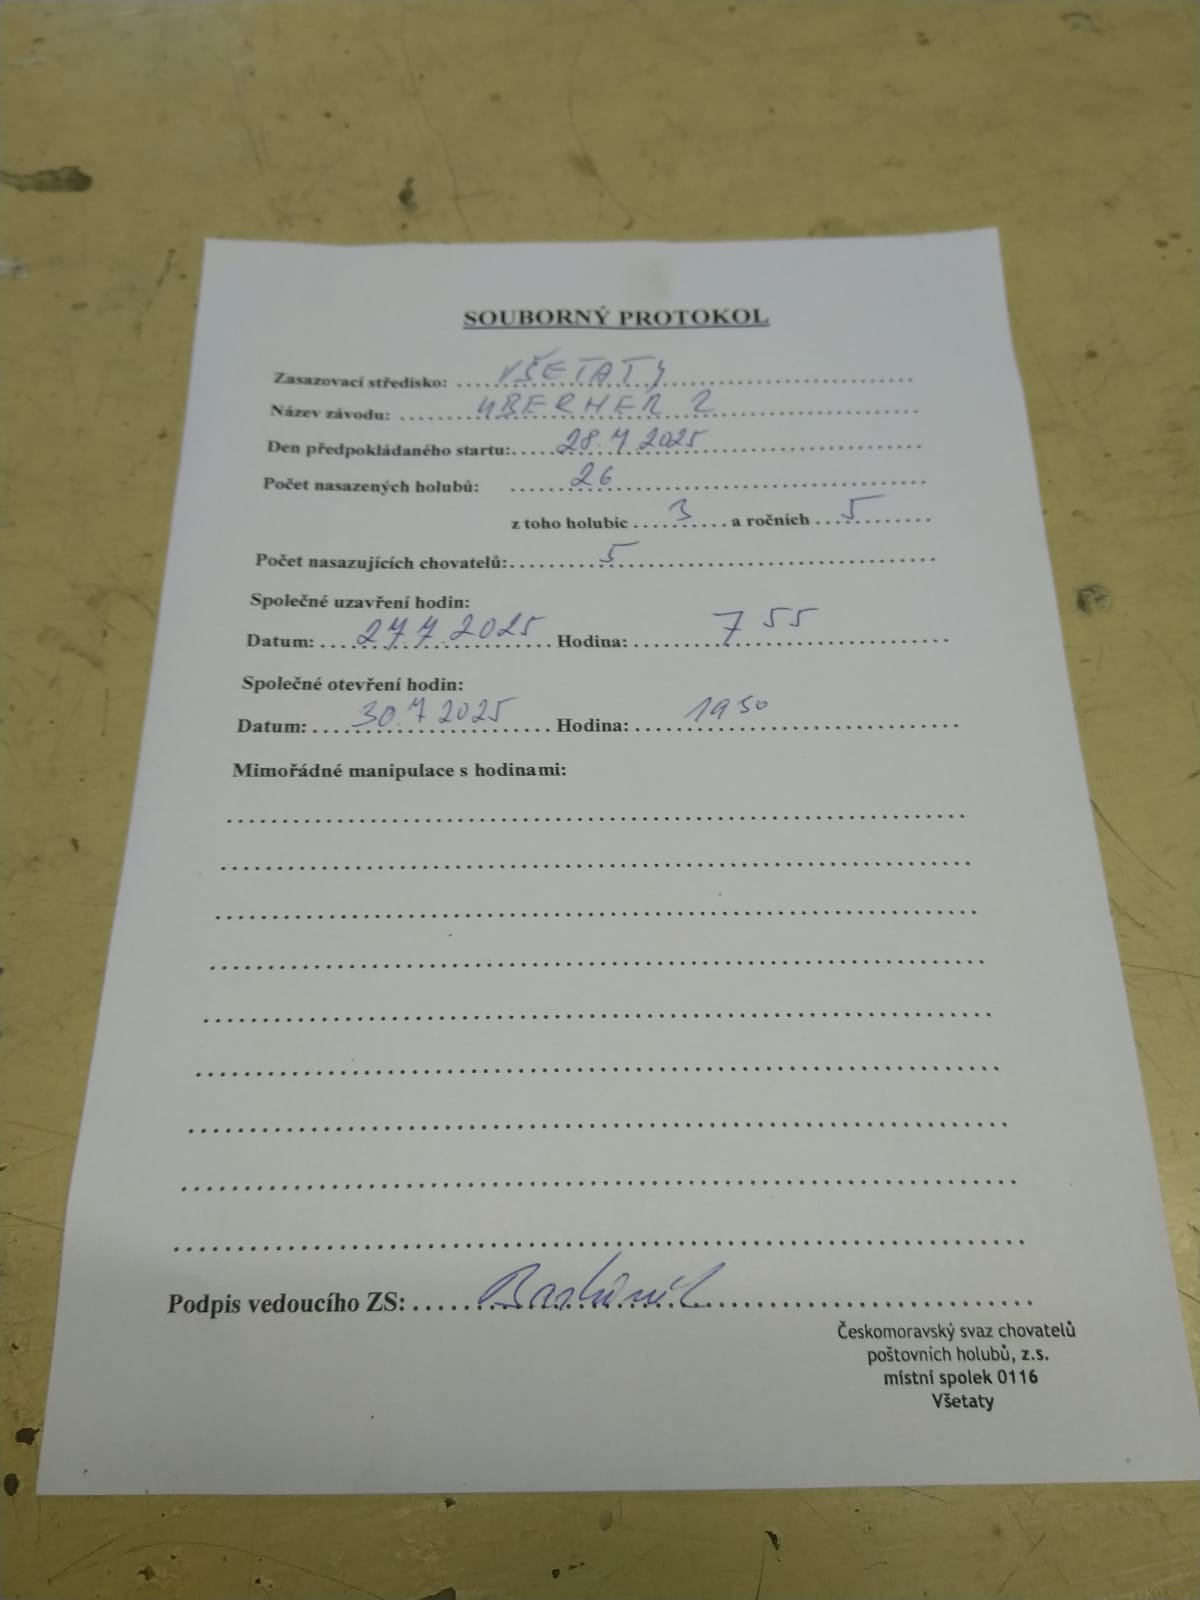 SOUBORNÝ PROTOKOL
Zasazovací středisko: VŠETATY
Název závodu: UBERHER 2
Den předpokládaného startu: 28.7.2025
Počet nasazených holubů: 26
z toho holubic 3 a ročních 5
Počet nasazujících chovatelů: 5
Společné uzavření hodin:
Datum: 27.7.2025 Hodina: 7 55
Společné otevření hodin:
Datum: 30.7 2025 Hodina: 19 30
Mimořádné manipulace s hodinami:
Podpis vedoucího ZS:
Českomoravský svaz chovatelů
poštovních holubů, z.s.
místní spolek 0116
Všetaty